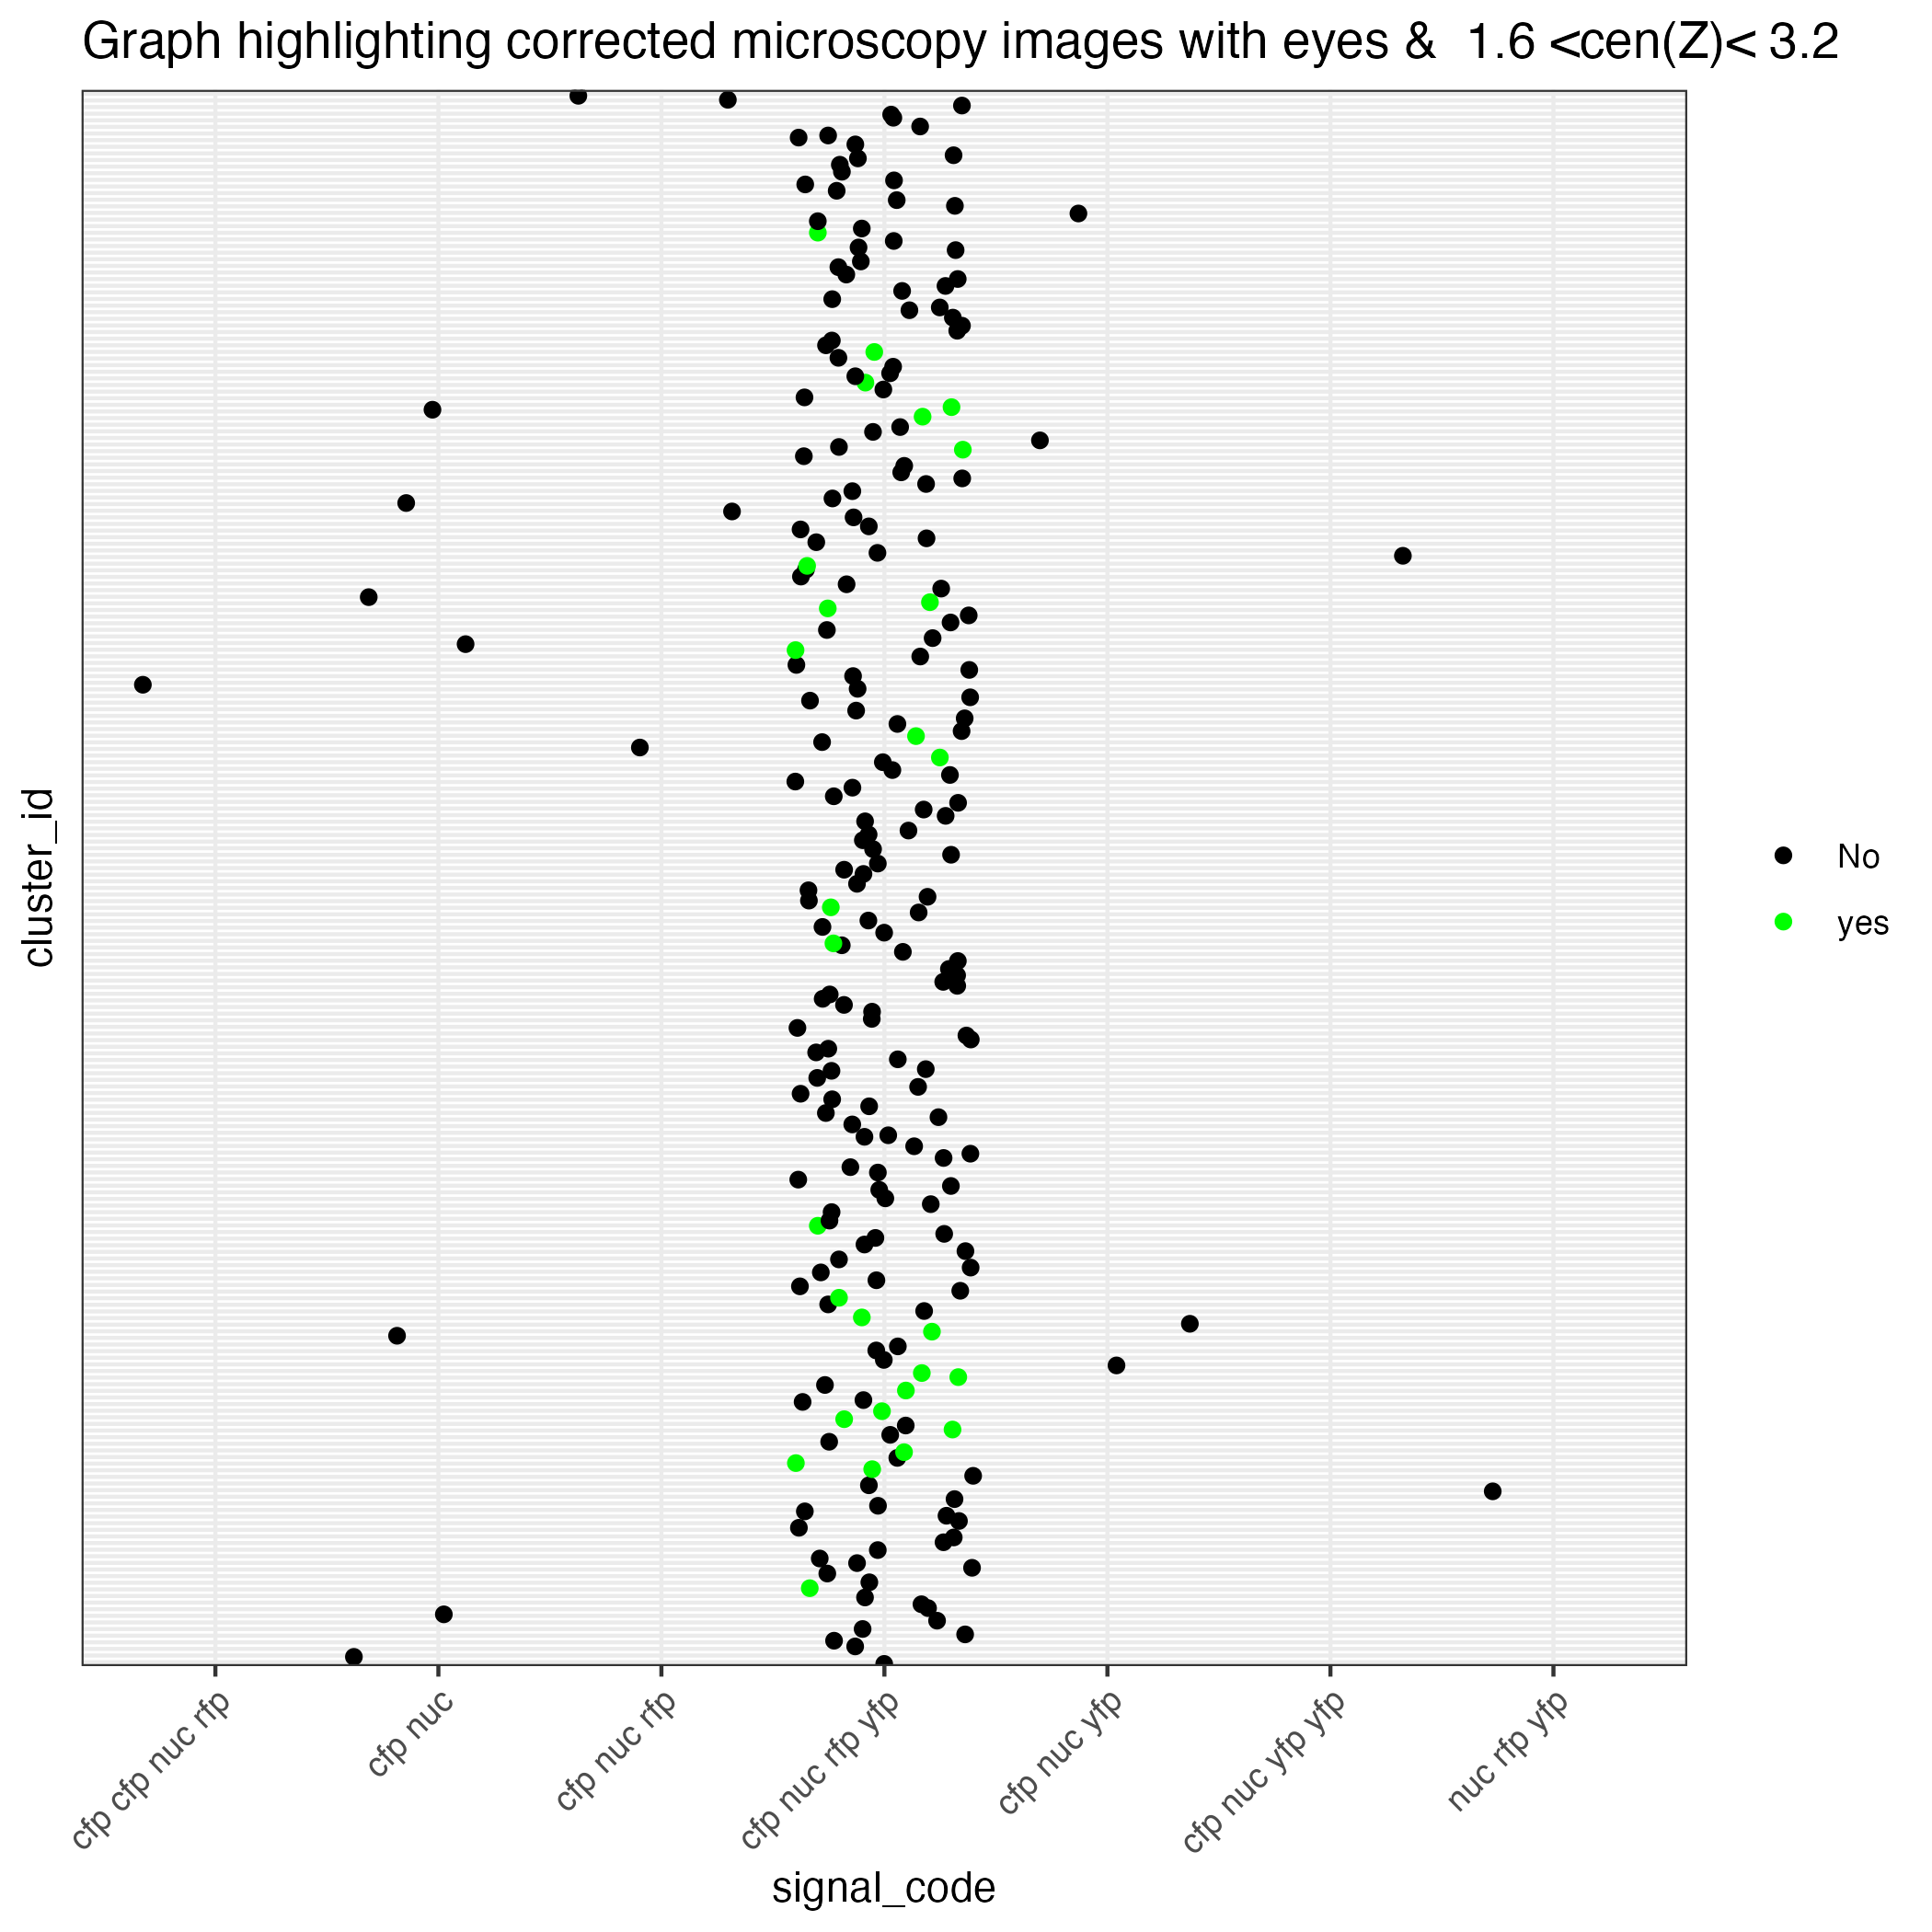 Graph highlighting corrected microscopy images with eyes &  1.6 <cen(Z)< 3.2
cluster_id
No
yes
cfp cfp nuc rfp
cfp nuc
cfp nuc rfp
cfp nuc rfp yfp
cfp nuc yfp
cfp nuc yfp yfp
nuc rfp yfp
signal_code